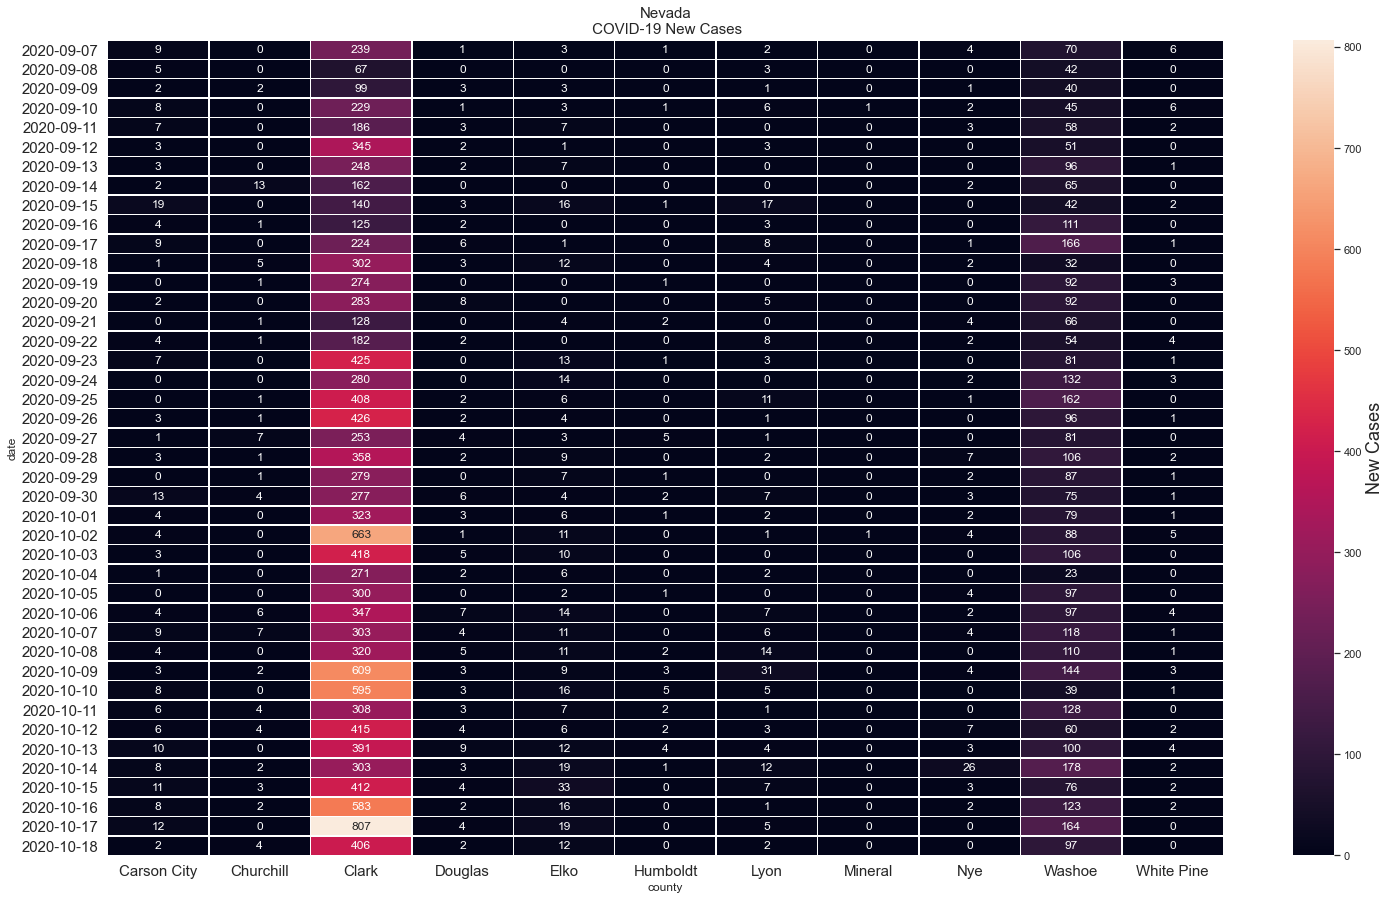 Nevada
COVID-19 New Cases
2020-09-07 9 0 239 1 3 1 2 0 4 70 6
2020-09-08 5 0 67 0 0 0 3 0 0 42 0
2020-09-09 2 2 99 3 3 0 1 0 1 40 0
2020-09-10 8 0 229 1 3 1 6 1 2 45 6
2020-09-11 7 0 186 3 7 0 0 0 3 58 2
2020-09-12 3 0 345 2 1 0 3 0 0 51 0
2020-09-13 3 0 248 2 7 0 0 0 0 96 1
2020-09-14 2 13 162 0 0 0 0 0 2 65 0
2020-09-15 19 0 140 3 16 1 17 0 2 42 2
2020-09-16 4 1 125 2 0 0 3 0 0 111 0
2020-09-17 9 0 224 6 1 0 8 0 1 166 1
2020-09-18 1 5 302 3 12 0 4 0 2 32 0
2020-09-19 0 1 274 0 0 1 0 0 0 92 3
2020-09-20 2 0 283 8 0 0 5 0 0 92 0
2020-09-21 0 1 128 0 4 2 0 0 4 66 0
2020-09-22 4 1 182 2 0 0 8 0 2 54 4
2020-09-23 7 0 425 0 13 1 3 0 0 81 1
2020-09-24 0 0 280 0 14 0 0 0 2 132 3
2020-09-25 0 1 408 2 6 0 11 0 1 162 0
2020-09-26 3 1 426 2 4 0 1 0 0 96 1
2020-09-27 1 7 253 4 3 5 1 0 0 81 0
2020-09-28 3 1 358 2 9 0 2 0 7 106 2
2020-09-29 0 1 279 0 7 1 0 0 2 87 1
2020-09-30 13 4 277 6 4 2 7 0 3 75 1
2020-10-01 4 0 323 3 6 1 2 0 2 79 1
2020-10-02 4 0 663 1 11 0 1 1 4 88 5
2020-10-03 3 0 418 5 10 0 0 0 0 106 0
2020-10-04 1 0 271 2 6 0 2 0 0 23 0
2020-10-05 0 0 300 0 2 1 0 0 4 97 0
2020-10-06 4 6 347 7 14 0 7 0 2 97 4
2020-10-07 9 7 303 4 11 0 6 0 4 118 1
2020-10-08 4 0 320 5 11 2 14 0 0 110 1
2020-10-09 3 2 609 3 9 3 31 0 4 144 3
2020-10-10 8 0 595 3 16 5 5 0 0 39 1
2020-10-11 6 4 308 3 7 2 1 0 0 128 0
2020-10-12 6 4 415 4 6 2 3 0 7 60 2
2020-10-13 10 0 391 9 12 4 4 0 3 100 4
2020-10-14 8 2 303 3 19 1 12 0 26 178 2
2020-10-15 11 3 412 4 33 0 7 0 3 76 2
2020-10-16 8 2 583 2 16 0 1 0 2 123 2
2020-10-17 12 0 807 4 19 0 5 0 0 164 0
2020-10-18 2 4 406 2 12 0 2 0 0 97 0
Carson City Churchill Clark Douglas Elko Humboldt Lyon Mineral Nye Washoe White Pine
county
date
800
700
600
500
400
300
200
100
0
New Cases